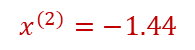 x⁽²⁾ = −1.44